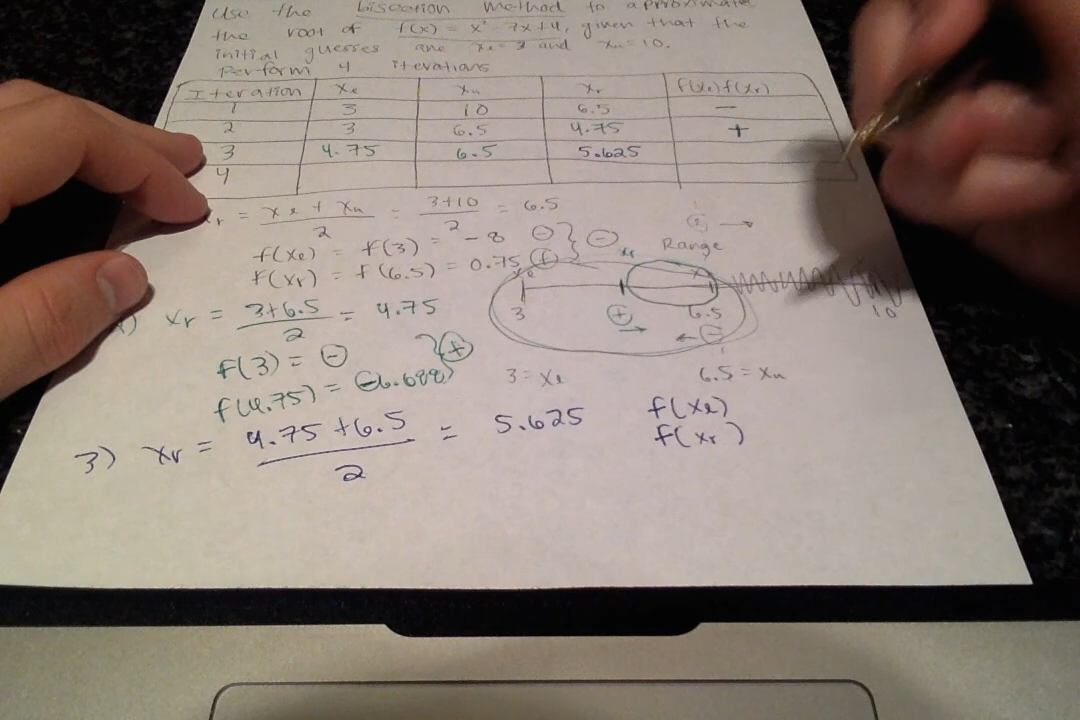 Use the bisection method to approximate
the root of f(x) = x² - 7x + 4, given that the
initial guesses are xₗ = 3 and xᵤ = 10.
Perform 4 iterations
Iteration xₗ xᵤ xᵣ f(xₗ)f(xᵣ)
1 3 10 6.5 -
2 3 6.5 4.75 +
3 4.75 6.5 5.625
4
xᵣ = xₗ + xᵤ / 2 = 3+10 / 2 = 6.5
f(xₗ) = f(3) = -8 ⊖ } ⊖
f(xᵣ) = f(6.5) = 0.75 ⊕
② →
Range
xₗ xᵣ
3 ⊕ → 6.5 ← ⊖ 10
3 = xₗ 6.5 = xᵤ
) xᵣ = 3+6.5 / 2 = 4.75
f(3) = ⊖ } ⊕
f(4.75) = ⊖6.688
3) xᵣ = 4.75 + 6.5 / 2 = 5.625
f(xₗ)
f(xᵣ)